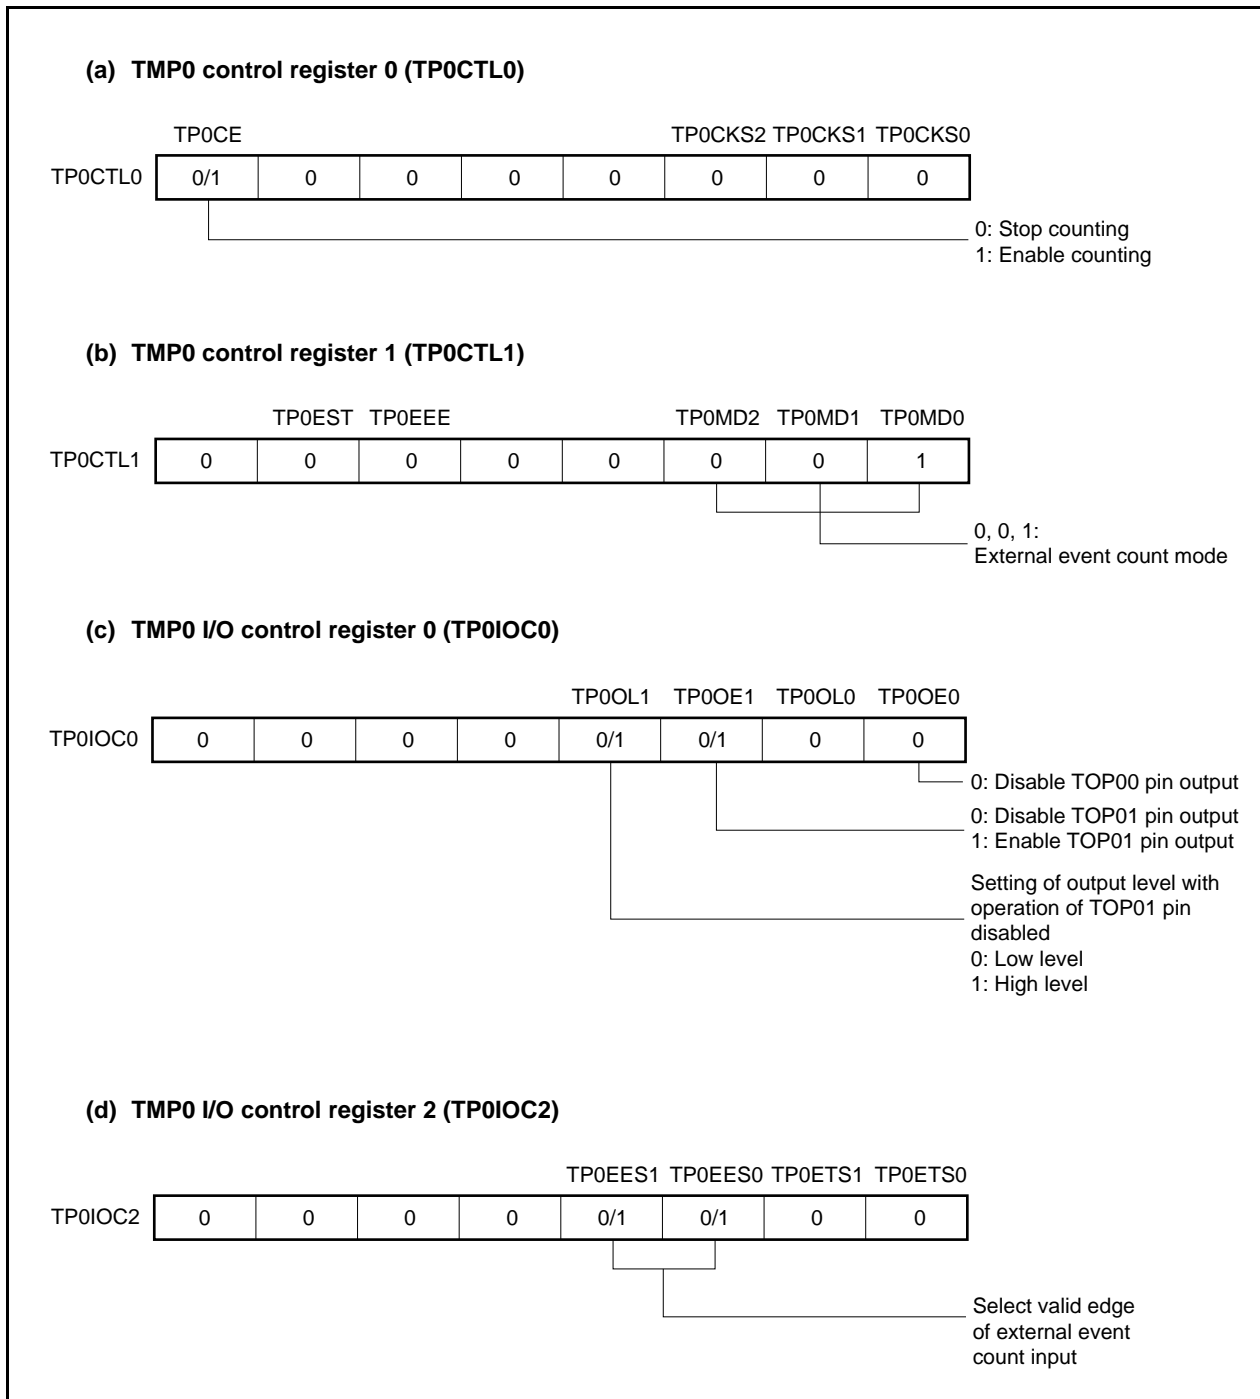 (a) TMP0 control register 0 (TP0CTL0)
TP0CE TP0CKS2 TP0CKS1 TP0CKS0
TP0CTL0 0/1 0 0 0 0 0 0 0
0: Stop counting
1: Enable counting
(b) TMP0 control register 1 (TP0CTL1)
TP0EST TP0EEE TP0MD2 TP0MD1 TP0MD0
TP0CTL1 0 0 0 0 0 0 0 1
0, 0, 1:
External event count mode
(c) TMP0 I/O control register 0 (TP0IOC0)
TP0OL1 TP0OE1 TP0OL0 TP0OE0
TP0IOC0 0 0 0 0 0/1 0/1 0 0
0: Disable TOP00 pin output
0: Disable TOP01 pin output
1: Enable TOP01 pin output
Setting of output level with
operation of TOP01 pin
disabled
0: Low level
1: High level
(d) TMP0 I/O control register 2 (TP0IOC2)
TP0EES1 TP0EES0 TP0ETS1 TP0ETS0
TP0IOC2 0 0 0 0 0/1 0/1 0 0
Select valid edge
of external event
count input